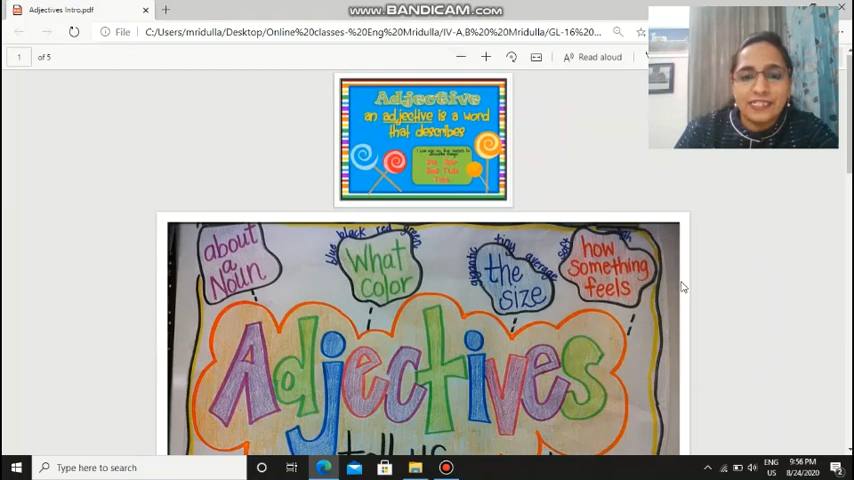 Adjectives Intro.pdf
WWW.BANDICAM.COM
File
C:/Users/mridulla/Desktop/Online%20classes-%20Eng%20Mridulla/IV-A,B%20%20Mridulla/GL-16%20...
1
of 5
Read aloud
Adjective
an adjective is a word
that describes
about
a
Noun
blue black red green
What
color
gigantic tiny average
the
size
soft
how
something
feels
Adjectives
tell us
Type here to search
ENG
US
9:56 PM
8/24/2020
2